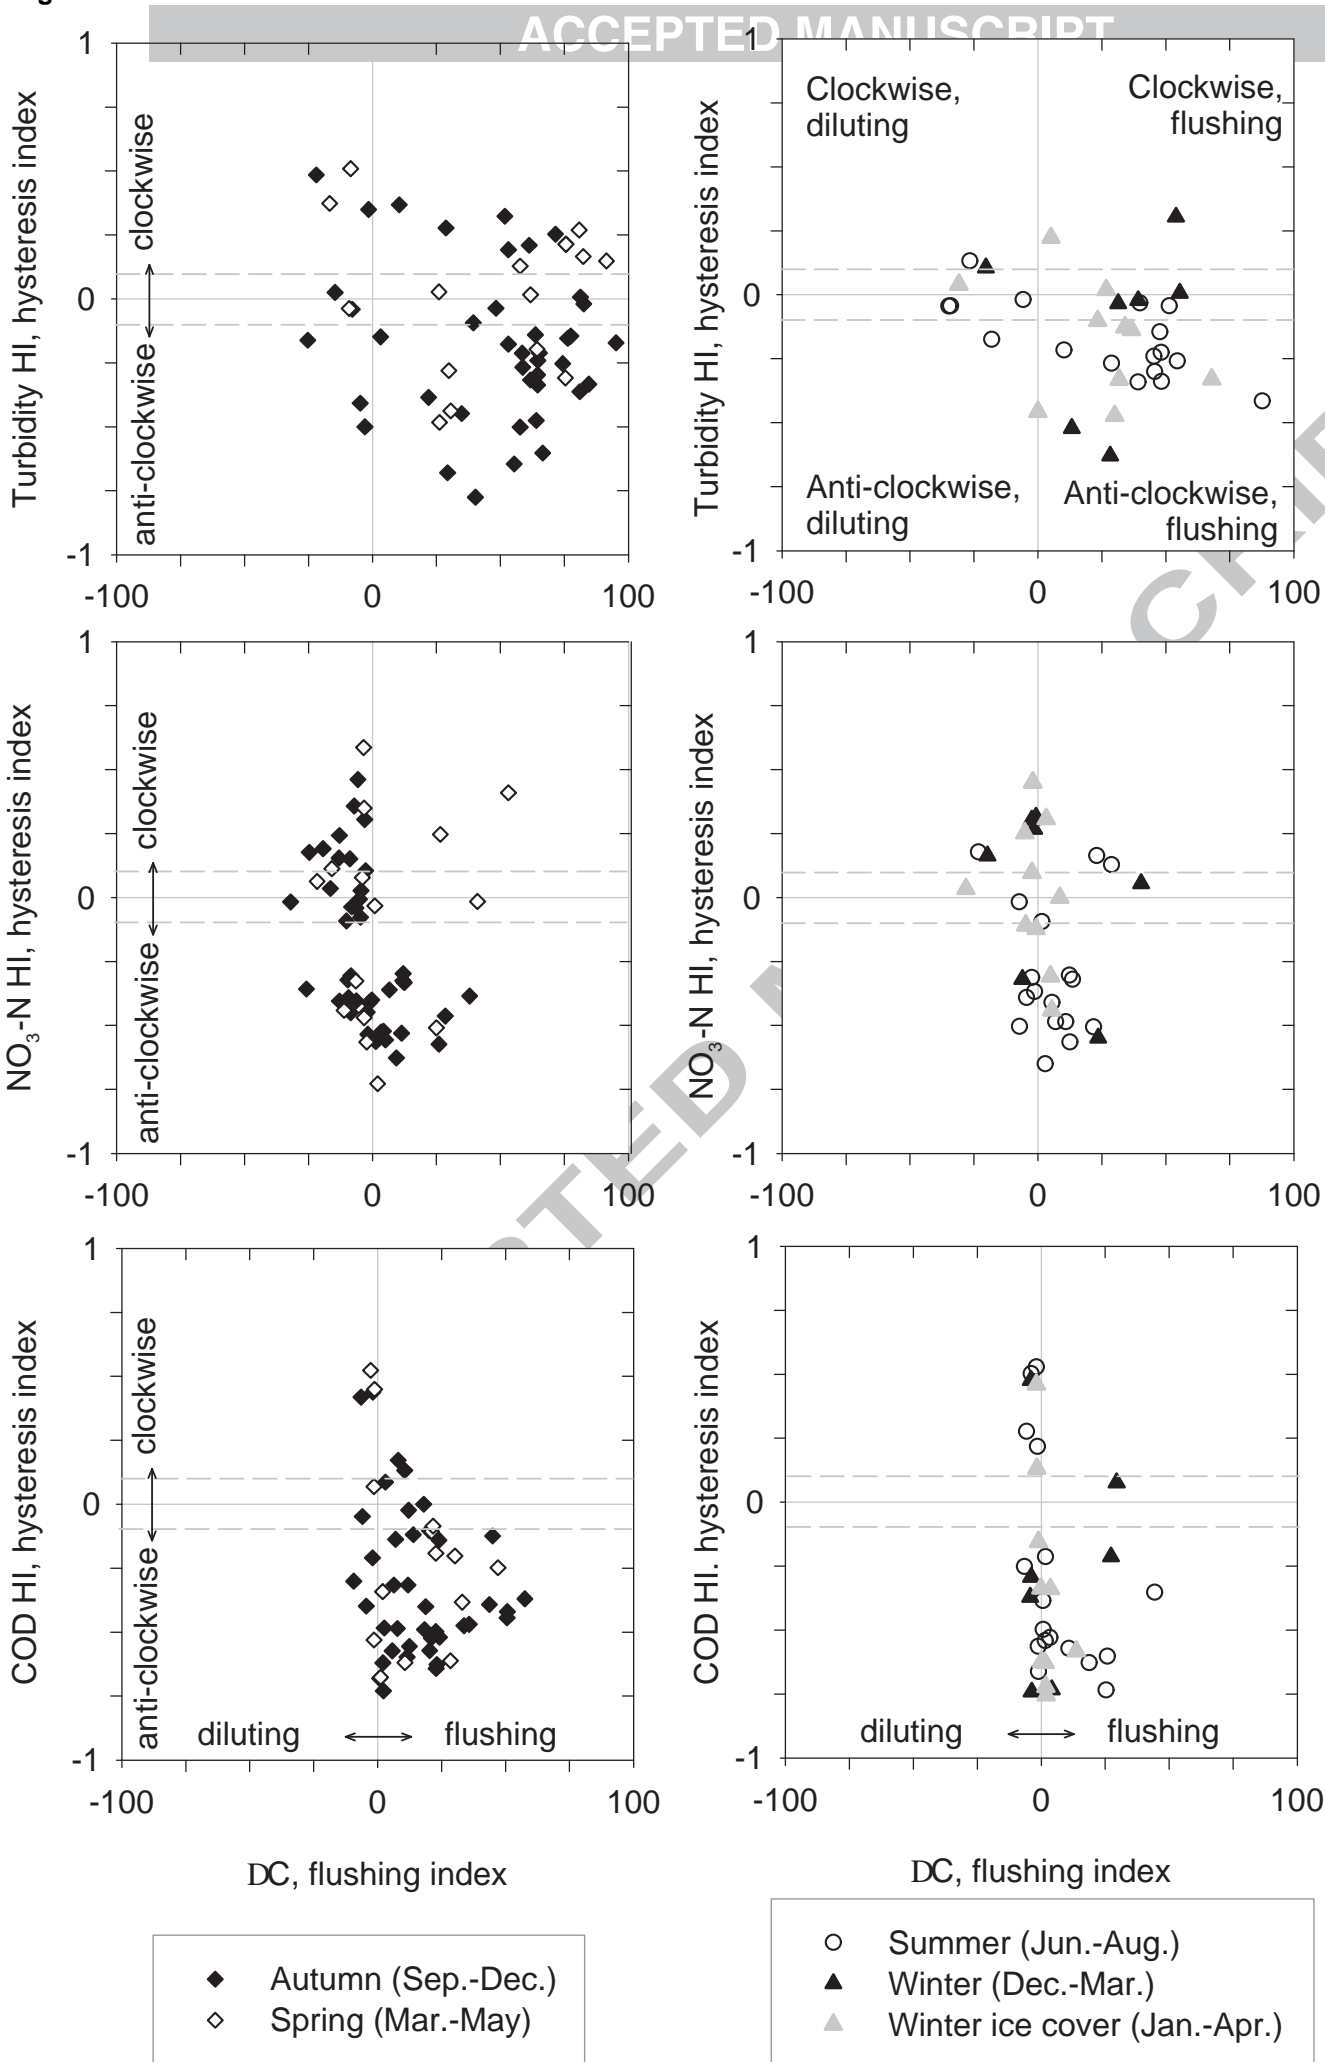 g
ACCEPTED MANUSCRIPT
1
0
-1
-100
0
100
Turbidity HI, hysteresis index
clockwise
anti-clockwise
1
0
-1
-100
0
100
Turbidity HI, hysteresis index
Clockwise,
diluting
Clockwise,
flushing
Anti-clockwise,
diluting
Anti-clockwise,
flushing
1
0
-1
-100
0
100
NO3-N HI, hysteresis index
clockwise
anti-clockwise
1
0
-1
-100
0
100
NO3-N HI, hysteresis index
1
0
-1
-100
0
100
COD HI, hysteresis index
clockwise
anti-clockwise
diluting
flushing
DC, flushing index
1
0
-1
-100
0
100
COD HI. hysteresis index
diluting
flushing
DC, flushing index
Autumn (Sep.-Dec.)
Spring (Mar.-May)
Summer (Jun.-Aug.)
Winter (Dec.-Mar.)
Winter ice cover (Jan.-Apr.)